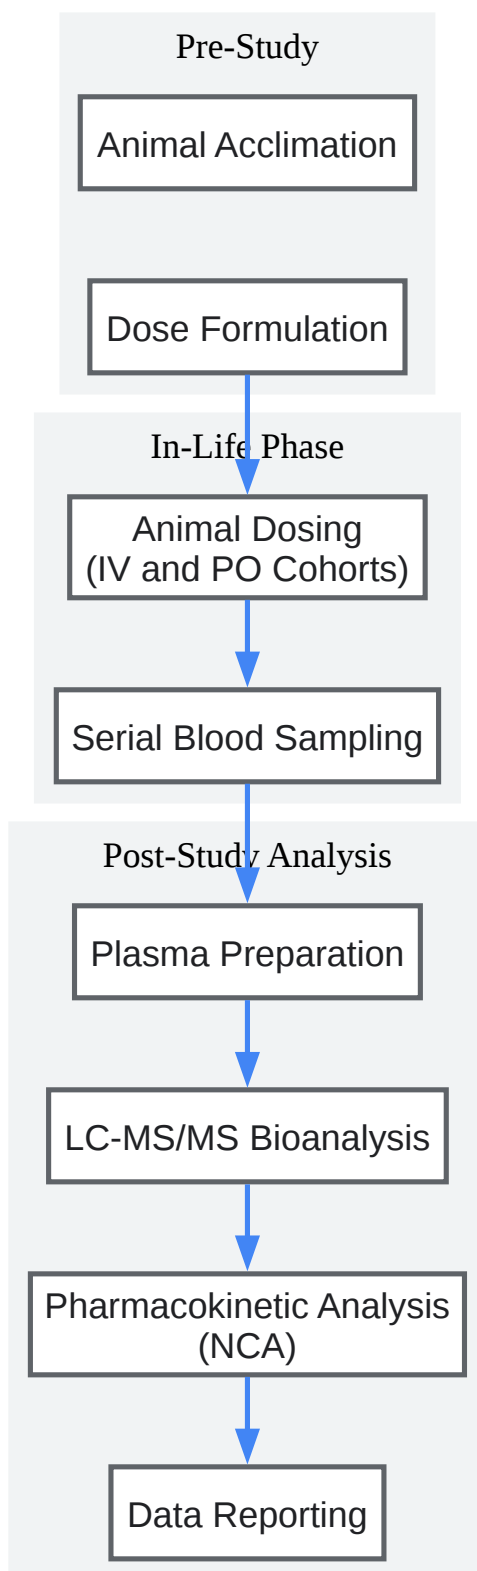 Pre-Study
Animal Acclimation
Dose Formulation
In-Life Phase
Animal Dosing
(IV and PO Cohorts)
Serial Blood Sampling
Post-Study Analysis
Plasma Preparation
LC-MS/MS Bioanalysis
Pharmacokinetic Analysis
(NCA)
Data Reporting